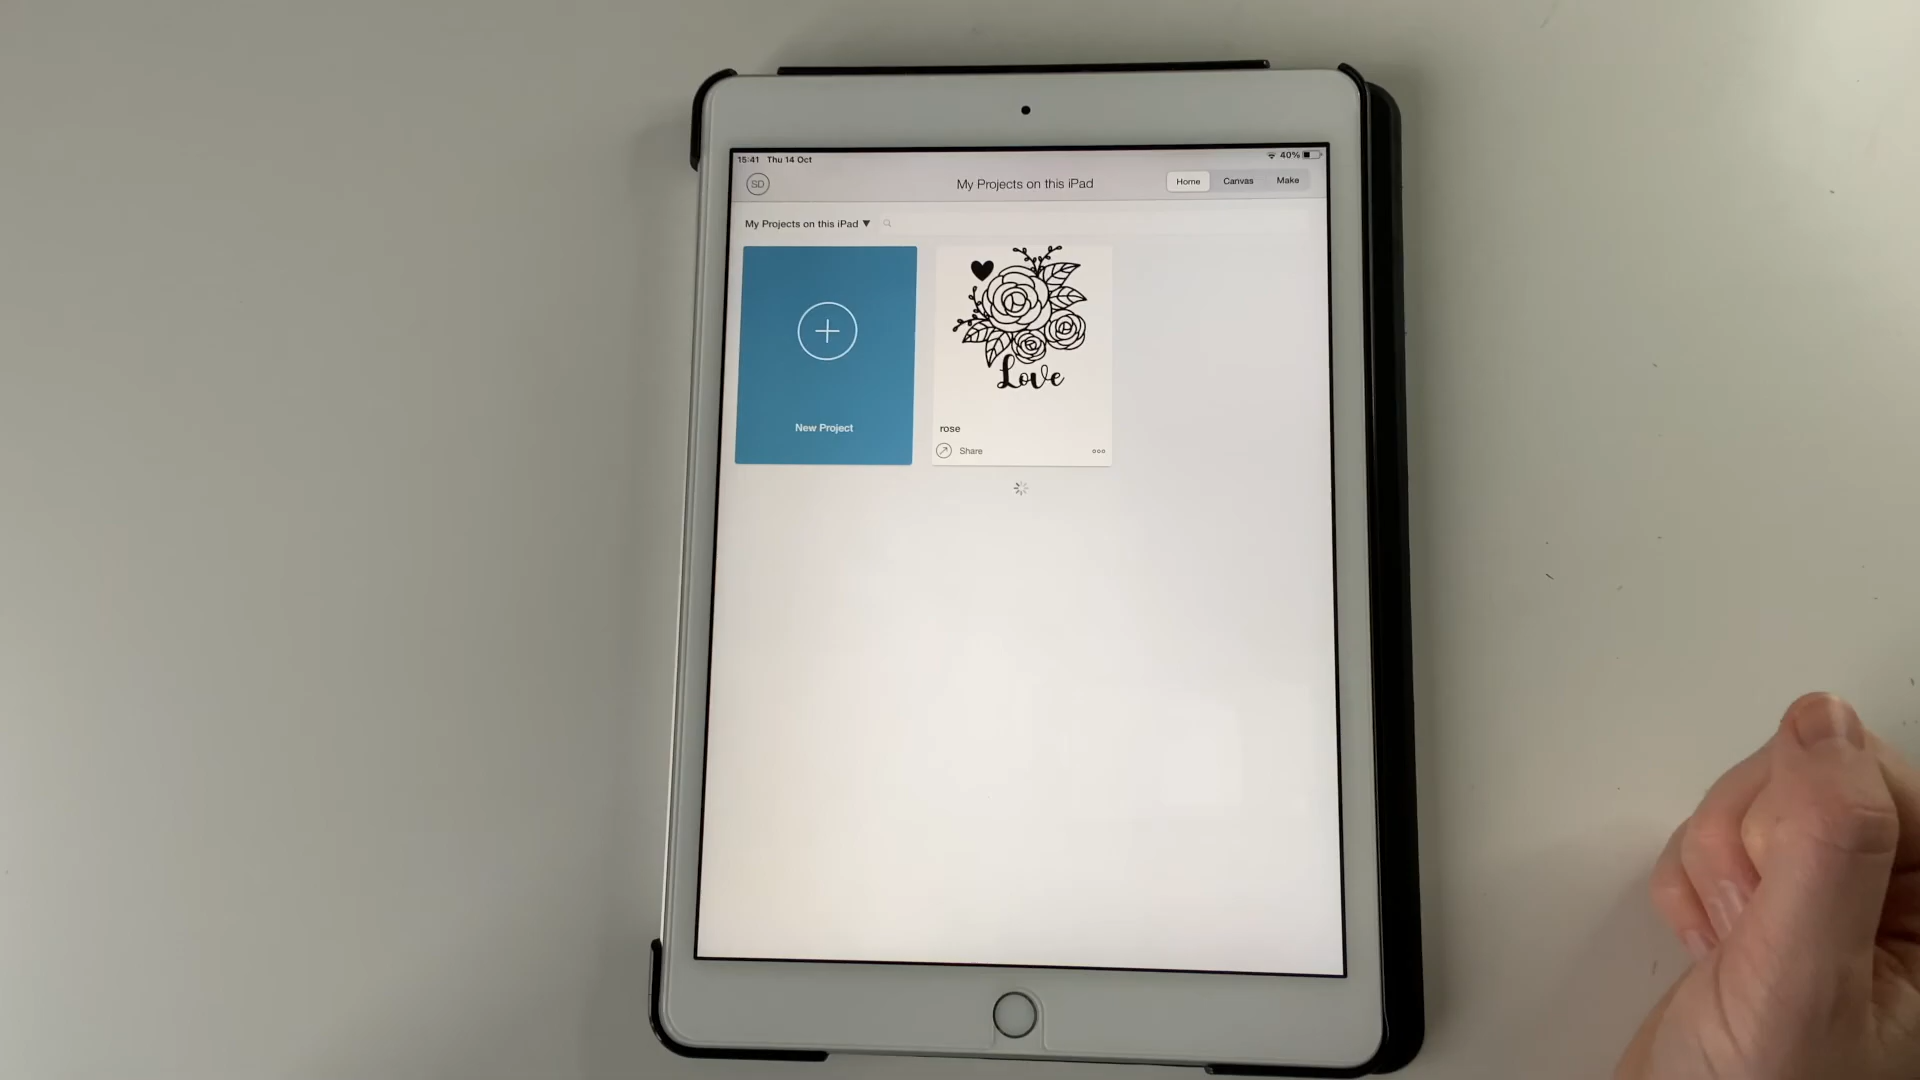 15:41 Thu 14 Oct
40%
SD
My Projects on this iPad
Home Canvas Make
My Projects on this iPad ▼
Love
New Project
rose
Share